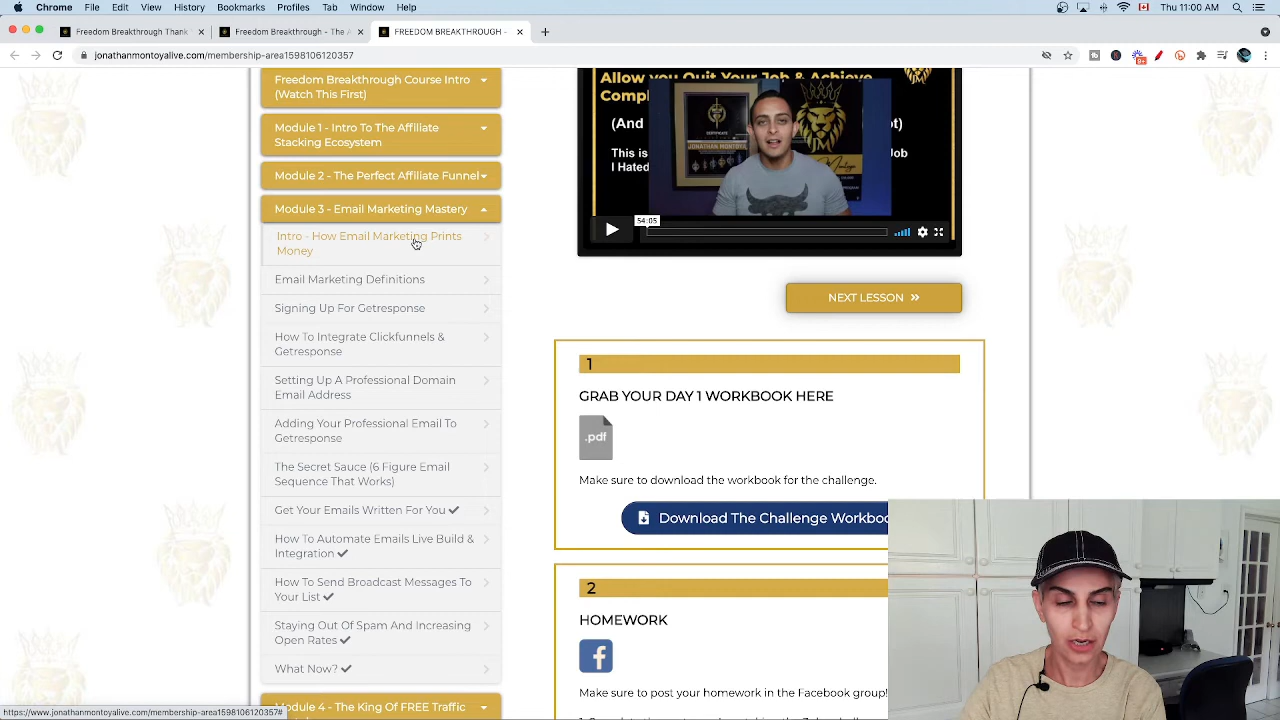 Chrome File Edit View History Bookmarks Profiles Tab Window Help
Thu 11:00 AM
FREEDOM BREAKTHROUGH Thank
Freedom Breakthrough - The A
FREEDOM BREAKTHROUGH -
jonathanmontoyalive.com/membership-area1598106120357
Freedom Breakthrough Course Intro
(Watch This First)
Module 1 - Intro To The Affiliate
Stacking Ecosystem
Module 2 - The Perfect Affiliate Funnel
Module 3 - Email Marketing Mastery
Intro - How Email Marketing Prints
Money
Email Marketing Definitions
Signing Up For Getresponse
How To Integrate Clickfunnels &
Getresponse
Setting Up A Professional Domain
Email Address
Adding Your Professional Email To
Getresponse
The Secret Sauce (6 Figure Email
Sequence That Works)
Get Your Emails Written For You
How To Automate Emails Live Build &
Integration
How To Send Broadcast Messages To
Your List
Staying Out Of Spam And Increasing
Open Rates
What Now?
Module 4 - The King Of FREE Traffic
Allow you Quit Your Job & Achieve
Compl
(And
ot)
This is
Job
I Hated
CERTIFICATE
JONATHAN MONTOYA
54:05
NEXT LESSON
1
GRAB YOUR DAY 1 WORKBOOK HERE
.pdf
Make sure to download the workbook for the challenge.
Download The Challenge Workboo
2
HOMEWORK
Make sure to post your homework in the Facebook group!
https://www.jonathanmontoyalive.com/membership-area1598106120357#